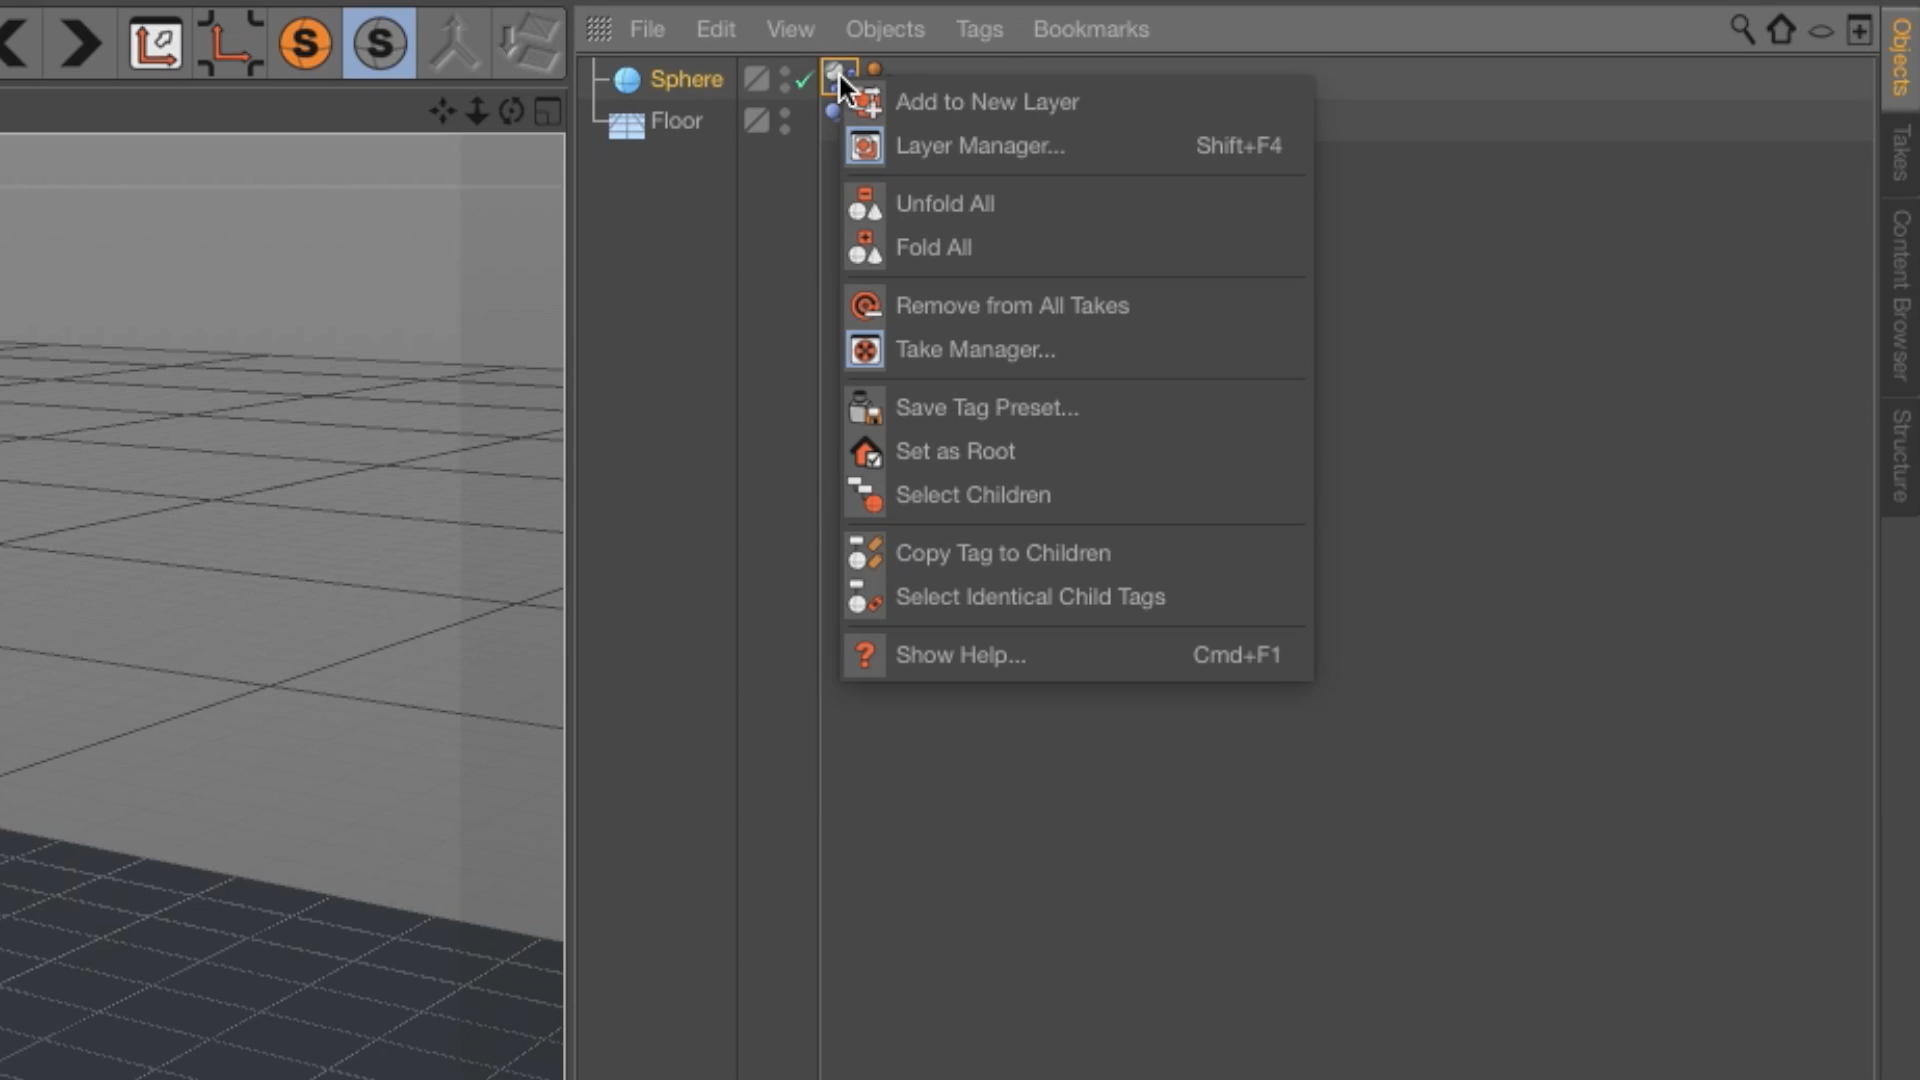 File Edit View Objects Tags Bookmarks
Sphere
Floor
Add to New Layer
Layer Manager... Shift+F4
Unfold All
Fold All
Remove from All Takes
Take Manager...
Save Tag Preset...
Set as Root
Select Children
Copy Tag to Children
Select Identical Child Tags
Show Help... Cmd+F1
Objects
Takes
Content Browser
Structure
S
S